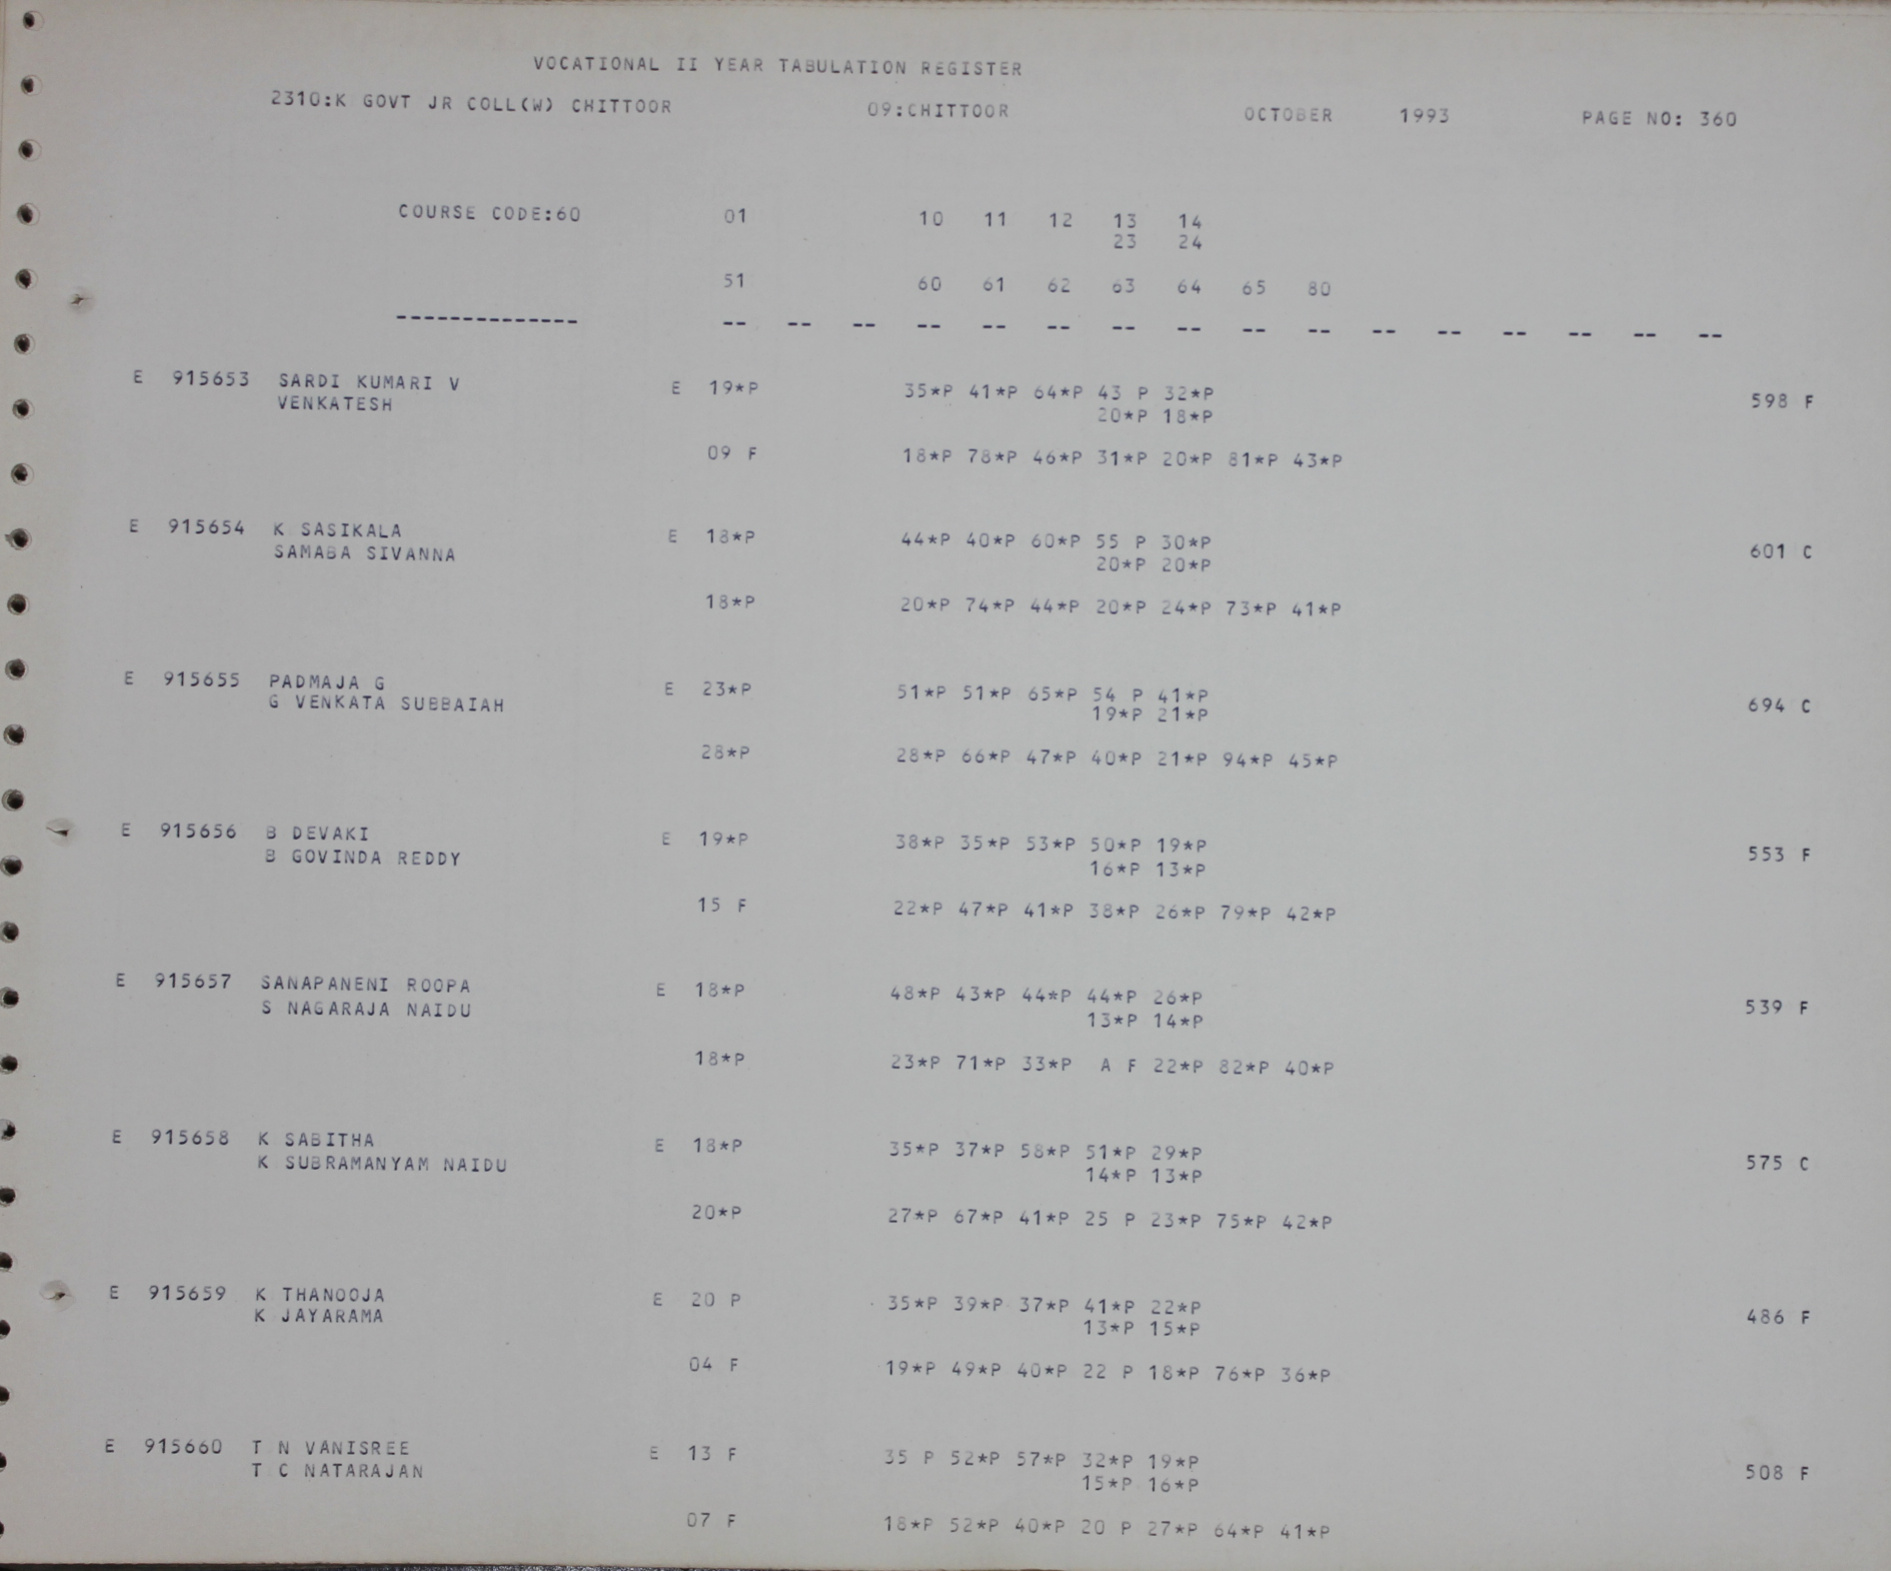 VOCATIONAL II YEAR TABULATION REGISTER
2310:K GOVT JR COLL(W) CHITTOOR 09:CHITTOOR OCTOBER 1993 PAGE NO: 360
COURSE CODE:60 01 10 11 12 13 14
23 24
51 60 61 62 63 64 65 80
-------------- -- -- -- -- -- -- -- -- -- -- -- -- -- -- -- --
E 915653 SARDI KUMARI V E 19*P 35*P 41*P 64*P 43 P 32*P
VENKATESH 20*P 18*P 598 F
09 F 18*P 78*P 46*P 31*P 20*P 81*P 43*P
E 915654 K SASIKALA E 18*P 44*P 40*P 60*P 55 P 30*P
SAMABA SIVANNA 20*P 20*P 601 C
18*P 20*P 74*P 44*P 20*P 24*P 73*P 41*P
E 915655 PADMAJA G E 23*P 51*P 51*P 65*P 54 P 41*P
G VENKATA SUBBAIAH 19*P 21*P 694 C
28*P 28*P 66*P 47*P 40*P 21*P 94*P 45*P
E 915656 B DEVAKI E 19*P 38*P 35*P 53*P 50*P 19*P
B GOVINDA REDDY 16*P 13*P 553 F
15 F 22*P 47*P 41*P 38*P 26*P 79*P 42*P
E 915657 SANAPANENI ROOPA E 18*P 48*P 43*P 44*P 44*P 26*P
S NAGARAJA NAIDU 13*P 14*P 539 F
18*P 23*P 71*P 33*P A F 22*P 82*P 40*P
E 915658 K SABITHA E 18*P 35*P 37*P 58*P 51*P 29*P
K SUBRAMANYAM NAIDU 14*P 13*P 575 C
20*P 27*P 67*P 41*P 25 P 23*P 75*P 42*P
E 915659 K THANOOJA E 20 P 35*P 39*P 37*P 41*P 22*P
K JAYARAMA 13*P 15*P 486 F
04 F 19*P 49*P 40*P 22 P 18*P 76*P 36*P
E 915660 T N VANISREE E 13 F 35 P 52*P 57*P 32*P 19*P
T C NATARAJAN 15*P 16*P 508 F
07 F 18*P 52*P 40*P 20 P 27*P 64*P 41*P